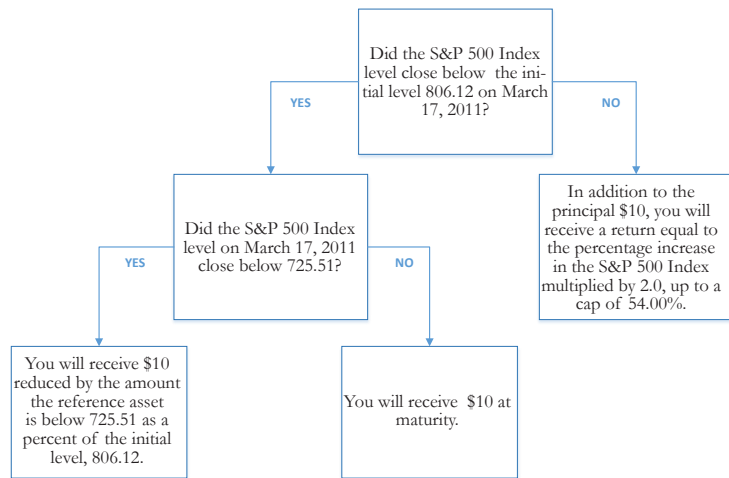 Did the S&P 500 Index
level close below the ini-
tial level 806.12 on March
17, 2011?
YES
NO
Did the S&P 500 Index
level on March 17, 2011
close below 725.51?
In addition to the
principal $10, you will
receive a return equal to
the percentage increase
in the S&P 500 Index
multiplied by 2.0, up to a
cap of 54.00%.
YES
NO
You will receive $10
reduced by the amount
the reference asset
is below 725.51 as a
percent of the initial
level, 806.12.
You will receive $10 at
maturity.